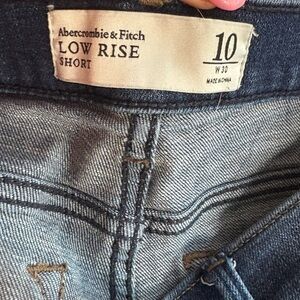 Abercrombie & Fitch
LOW RISE
SHORT
10
W 30
MADE IN CHINA